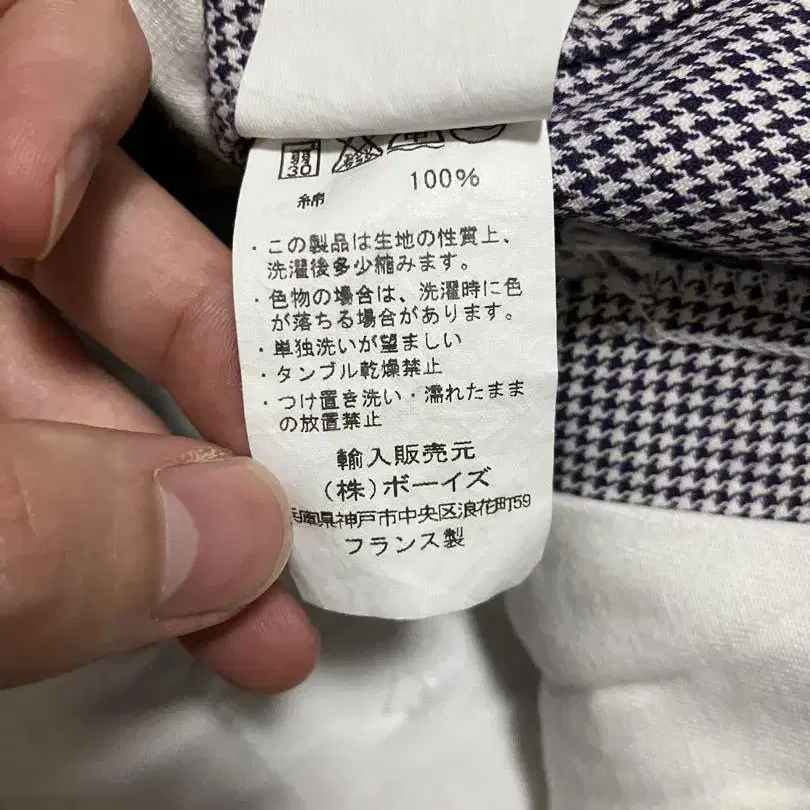 30
綿 100%
・この製品は生地の性質上、
洗濯後多少縮みます。
・色物の場合は、洗濯時に色
が落ちる場合があります。
・単独洗いが望ましい
・タンブル乾燥禁止
・つけ置き洗い・濡れたまま
の放置禁止
輸入販売元
(株)ボーイズ
庫県神戸市中央区浪花町59
フランス製